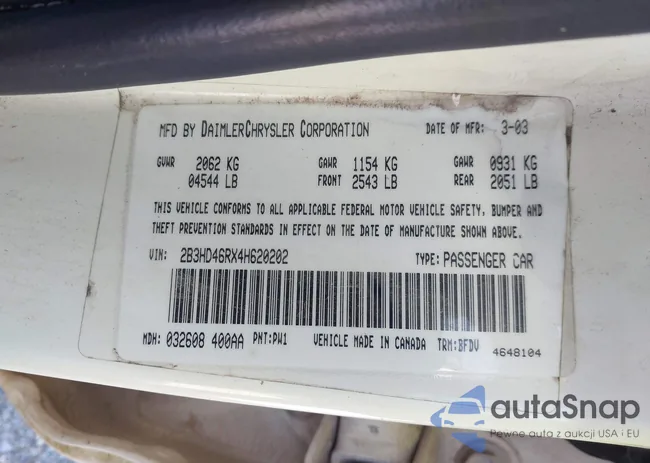 MFD BY DAIMLERCHRYSLER CORPORATION DATE OF MFR: 3-03
GVWR 2062 KG GAWR 1154 KG GAWR 0931 KG
04544 LB FRONT 2543 LB REAR 2051 LB
THIS VEHICLE CONFORMS TO ALL APPLICABLE FEDERAL MOTOR VEHICLE SAFETY, BUMPER AND
THEFT PREVENTION STANDARDS IN EFFECT ON THE DATE OF MANUFACTURE SHOWN ABOVE.
VIN: 2B3HD46RX4H620202 TYPE: PASSENGER CAR
MDH: 032608 400AA PNT:PW1 VEHICLE MADE IN CANADA TRM:BFDV
4648104
autaSnap
Pewne auta z aukcji USA i EU